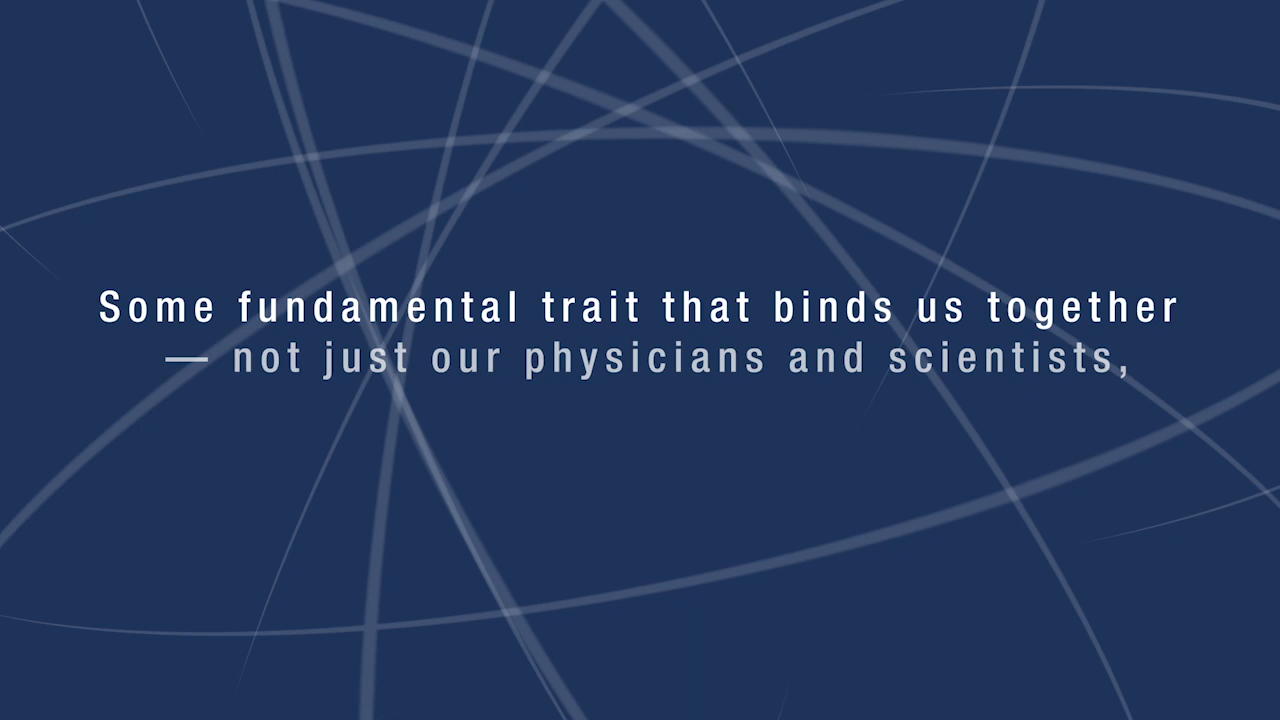 Some fundamental trait that binds us together
— not just our physicians and scientists,